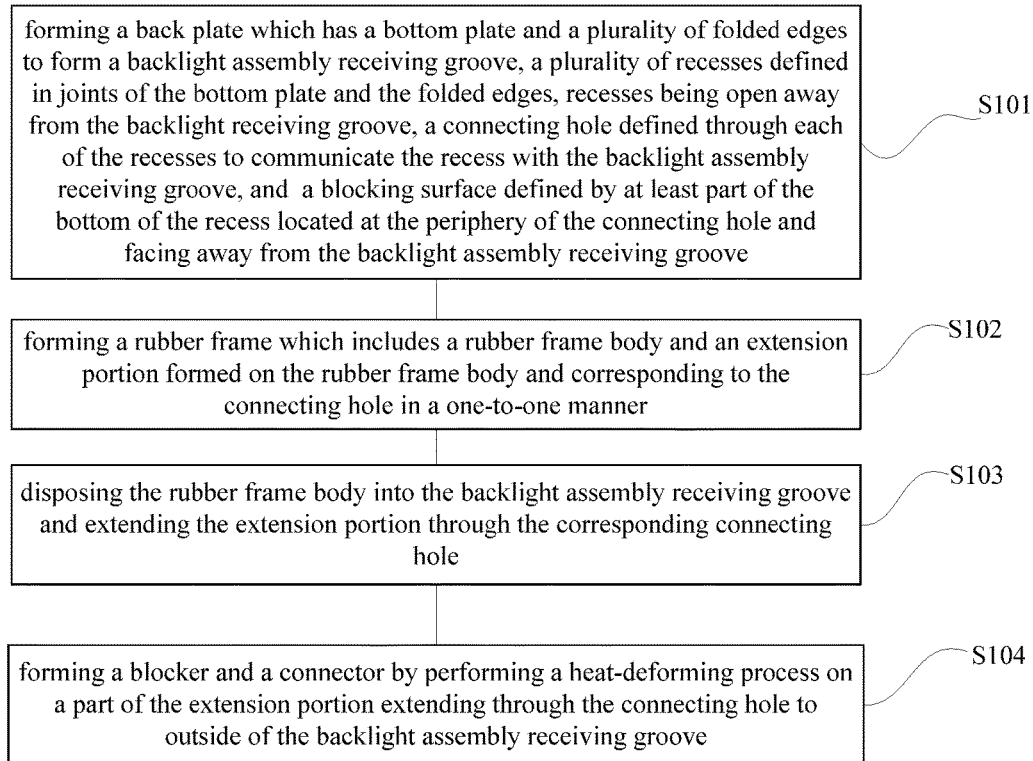 forming a back plate which has a bottom plate and a plurality of folded edges
to form a backlight assembly receiving groove, a plurality of recesses defined
in joints of the bottom plate and the folded edges, recesses being open away
from the backlight receiving groove, a connecting hole defined through each
of the recesses to communicate the recess with the backlight assembly
receiving groove, and a blocking surface defined by at least part of the
bottom of the recess located at the periphery of the connecting hole and
facing away from the backlight assembly receiving groove
S101
forming a rubber frame which includes a rubber frame body and an extension
portion formed on the rubber frame body and corresponding to the
connecting hole in a one-to-one manner
S102
disposing the rubber frame body into the backlight assembly receiving groove
and extending the extension portion through the corresponding connecting
hole
S103
forming a blocker and a connector by performing a heat-deforming process on
a part of the extension portion extending through the connecting hole to
outside of the backlight assembly receiving groove
S104